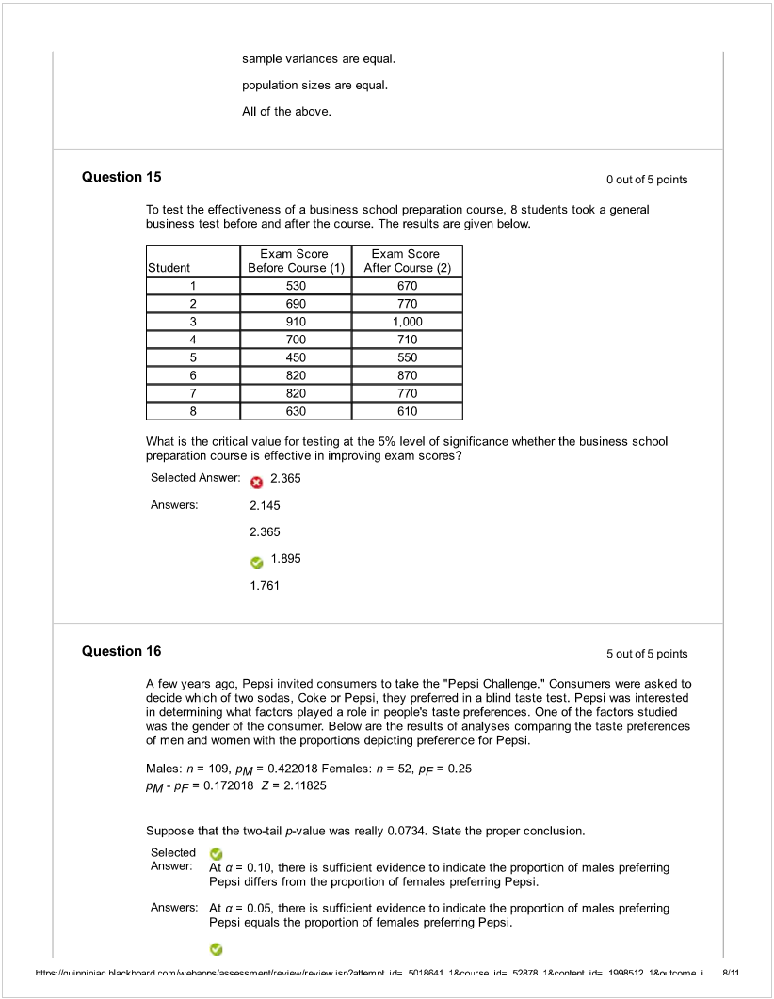 sample variances are equal.
population sizes are equal.
All of the above.
Question 15
0 out of 5 points
To test the effectiveness of a business school preparation course, 8 students took a general
business test before and after the course. The results are given below.
Student Exam Score Before Course (1) Exam Score After Course (2)
1 530 670
2 690 770
3 910 1,000
4 700 710
5 450 550
6 820 870
7 820 770
8 630 610
What is the critical value for testing at the 5% level of significance whether the business school
preparation course is effective in improving exam scores?
Selected Answer: 2.365
Answers: 2.145
2.365
1.895
1.761
Question 16
5 out of 5 points
A few years ago, Pepsi invited consumers to take the "Pepsi Challenge." Consumers were asked to
decide which of two sodas, Coke or Pepsi, they preferred in a blind taste test. Pepsi was interested
in determining what factors played a role in people's taste preferences. One of the factors studied
was the gender of the consumer. Below are the results of analyses comparing the taste preferences
of men and women with the proportions depicting preference for Pepsi.
Males: n = 109, pM = 0.422018 Females: n = 52, pF = 0.25
pM - pF = 0.172018 Z = 2.11825
Suppose that the two-tail p-value was really 0.0734. State the proper conclusion.
Selected Answer:
At α = 0.10, there is sufficient evidence to indicate the proportion of males preferring
Pepsi differs from the proportion of females preferring Pepsi.
Answers: At α = 0.05, there is sufficient evidence to indicate the proportion of males preferring
Pepsi equals the proportion of females preferring Pepsi.
https://quinnipiac.blackboard.com/webapps/assessment/review/review.jsp?attempt_id=_5018641_1&course_id=_52878_1&content_id=_1998512_1&outcome_i... 8/11